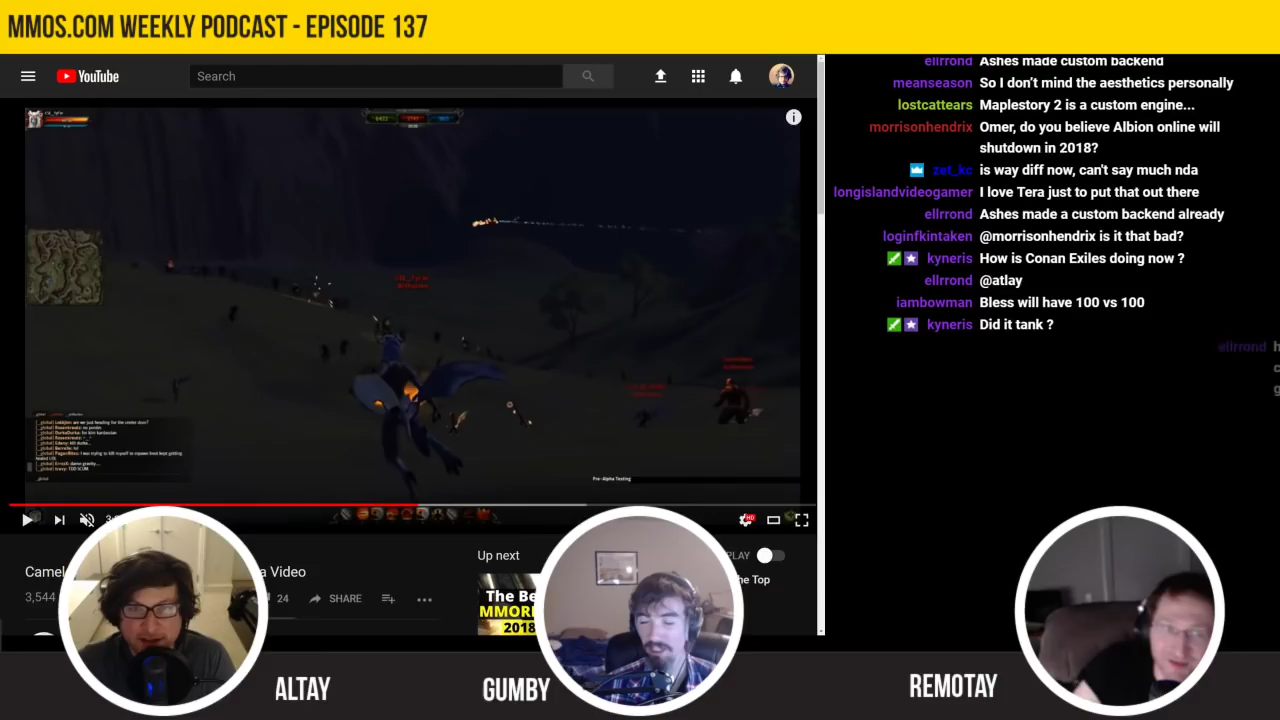 MMOS.COM WEEKLY PODCAST - EPISODE 137
YouTube
Search
ellrrond Ashes made custom backend
meanseason So I don't mind the aesthetics personally
lostcattears Maplestory 2 is a custom engine...
morrisonhendrix Omer, do you believe Albion online will
shutdown in 2018?
zet_kc is way diff now, can't say much nda
longislandvideogamer I love Tera just to put that out there
ellrrond Ashes made a custom backend already
loginfkintaken @morrisonhendrix is it that bad?
kyneris How is Conan Exiles doing now ?
ellrrond @atlay
iambowman Bless will have 100 vs 100
kyneris Did it tank ?
ellrrond
Pre-Alpha Testing
HD
Up next
PLAY
Camel
a Video
3,544
24
SHARE
The Be
MMOR
2018
he Top
ALTAY
GUMBY
REMOTAY